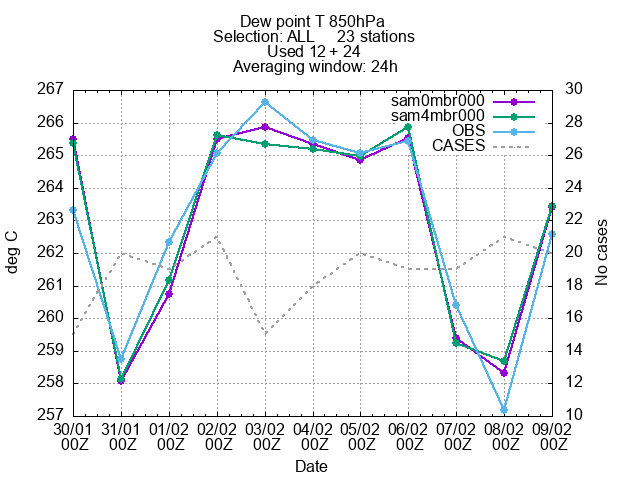 Dew point T 850hPa
Selection: ALL     23 stations
Used 12 + 24
Averaging window: 24h
267
266
265
264
263
262
261
260
259
258
257
deg C
30
28
26
24
22
20
18
16
14
12
10
No cases
sam0mbr000
sam4mbr000
OBS
CASES
30/01 31/01 01/02 02/02 03/02 04/02 05/02 06/02 07/02 08/02 09/02
00Z 00Z 00Z 00Z 00Z 00Z 00Z 00Z 00Z 00Z 00Z
Date